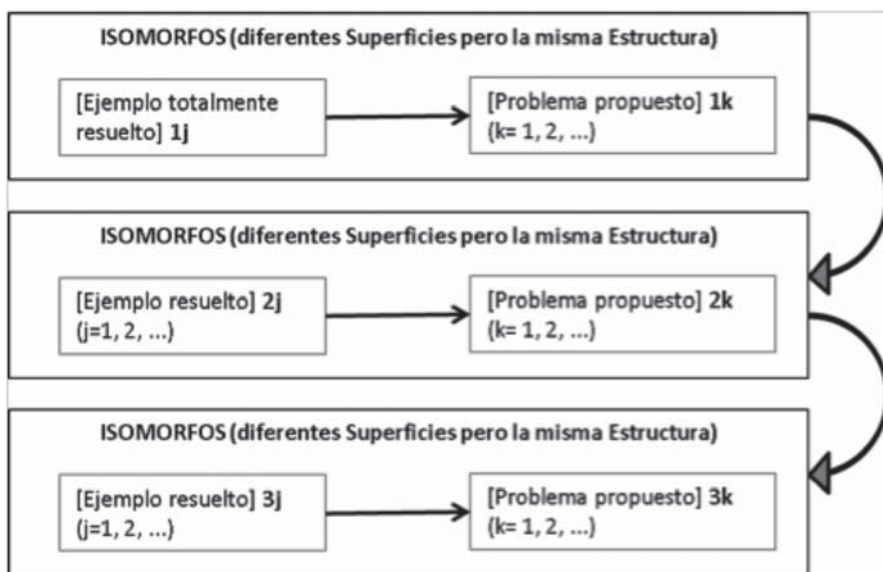 ISOMORFOS (diferentes Superficies pero la misma Estructura)
[Ejemplo totalmente
resuelto] 1j
[Problema propuesto] 1k
(k= 1, 2, ...)
ISOMORFOS (diferentes Superficies pero la misma Estructura)
[Ejemplo resuelto] 2j
(j=1, 2, ...)
[Problema propuesto] 2k
(k= 1, 2, ...)
ISOMORFOS (diferentes Superficies pero la misma Estructura)
[Ejemplo resuelto] 3j
(j=1, 2, ...)
[Problema propuesto] 3k
(k= 1, 2, ...)